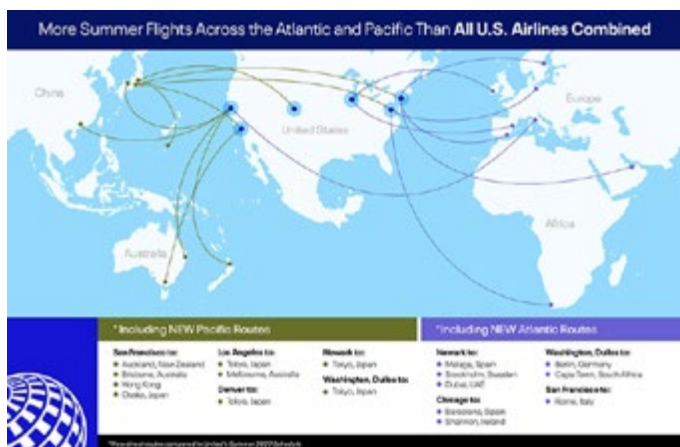 More Summer Flights Across the Atlantic and Pacific Than All U.S. Airlines Combined
China
United States
Europe
Africa
Australia
*Including NEW Pacific Routes
San Francisco to:
Auckland, New Zealand
Brisbane, Australia
Hong Kong
Osaka, Japan
Los Angeles to:
Tokyo, Japan
Melbourne, Australia
Denver to:
Tokyo, Japan
Newark to:
Tokyo, Japan
Washington, Dulles to:
Tokyo, Japan
*Including NEW Atlantic Routes
Newark to:
Malaga, Spain
Stockholm, Sweden
Dubai, UAE
Chicago to:
Barcelona, Spain
Shannon, Ireland
Washington, Dulles to:
Berlin, Germany
Cape Town, South Africa
San Francisco to:
Rome, Italy